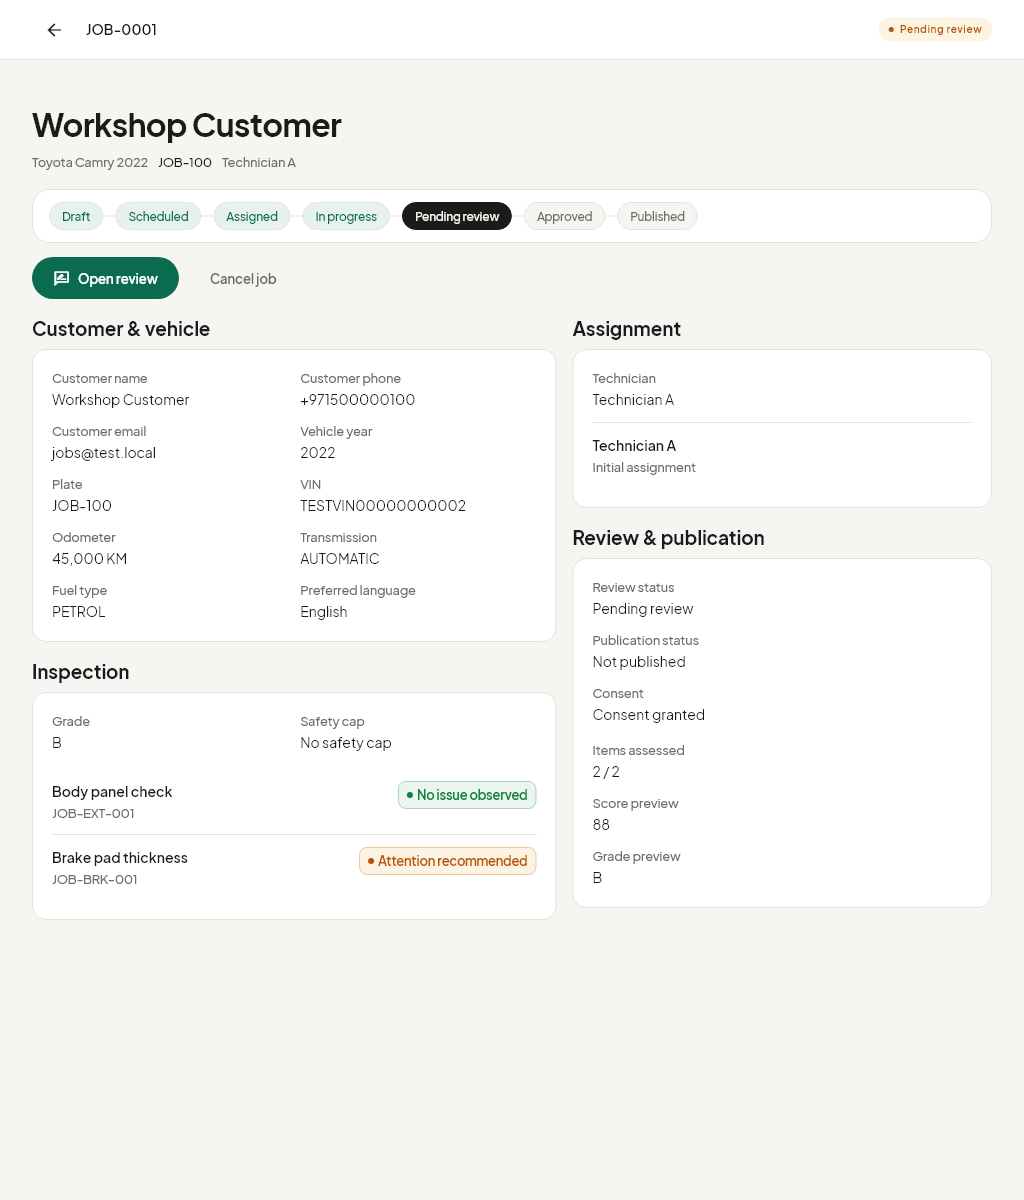 JOB-0001
Pending review
Workshop Customer
Toyota Camry 2022 JOB-100 Technician A
Draft Scheduled Assigned In progress Pending review Approved Published
Open review Cancel job
Customer & vehicle
Customer name Customer phone
Workshop Customer +971500000100
Customer email Vehicle year
jobs@test.local 2022
Plate VIN
JOB-100 TESTVIN00000000002
Odometer Transmission
45,000 KM AUTOMATIC
Fuel type Preferred language
PETROL English
Inspection
Grade Safety cap
B No safety cap
Body panel check No issue observed
JOB-EXT-001
Brake pad thickness Attention recommended
JOB-BRK-001
Assignment
Technician
Technician A
Technician A
Initial assignment
Review & publication
Review status
Pending review
Publication status
Not published
Consent
Consent granted
Items assessed
2 / 2
Score preview
88
Grade preview
B